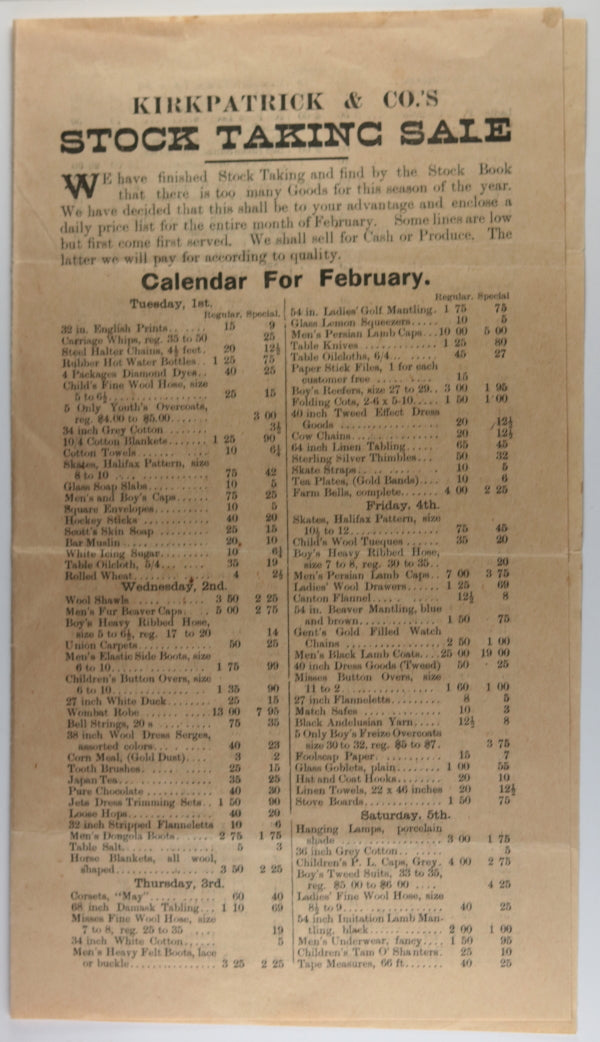 KIRKPATRICK & CO.'S
STOCK TAKING SALE
WE have finished Stock Taking and find by the Stock Book
that there is too many Goods for this season of the year.
We have decided that this shall be to your advantage and enclose a
daily price list for the entire month of February. Some lines are low
but first come first served. We shall sell for Cash or Produce. The
latter we will pay for according to quality.
Calendar For February.
Tuesday, 1st.
Regular. Special.
32 in. English Prints...... 15 9
Carriage Whips, reg. 35 to 50 25
Steel Halter Chains, 4½ feet. 20 12½
Rubber Hot Water Bottles. 1 25 75
4 Packages Diamond Dyes.. 40 25
Child's Fine Wool Hose, size
5 to 6½............ 25 15
5 Only Youth's Overcoats,
reg. $4.00 to $5.00....... 3 00
34 inch Grey Cotton ....... 3½
10/4 Cotton Blankets....... 1 25 90
Cotton Towels............ 10 6¼
Skates, Halifax Pattern, size
8 to 10 ............... 75 42
Glass Soap Slabs.......... 10 5
Men's and Boy's Caps...... 75 25
Square Envelopes......... 10 5
Hockey Sticks ........... 40 20
Scott's Skin Soap ........ 25 15
Bar Muslin .............. 20 10
White Icing Sugar........ 10 6¼
Table Oilcloth, 5/4....... 35 19
Rolled Wheat............ 4 2½
Wednesday, 2nd.
Wool Shawls ............ 3 50 2 25
Men's Fur Beaver Caps.... 5 00 2 75
Boy's Heavy Ribbed Hose,
size 5 to 6½, reg. 17 to 20 14
Union Carpets............ 50 25
Men's Elastic Side Boots, size
6 to 10................ 1 75 99
Children's Button Overs, size
6 to 10................ 1 35 90
27 inch White Duck....... 25 15
Wombat Robe ........... 13 00 7 95
Bell Strings, 20 s ........ 75 35
38 inch Wool Dress Serges,
assorted colors.......... 40 23
Corn Meal, (Gold Dust).... 3 2
Tooth Brushes............ 25 15
Japan Tea............... 35 25
Pure Chocolate ........... 40 30
Jets Dress Trimming Sets.. 1 50 90
Loose Hops.............. 40 20
32 inch Stripped Flanneletts 10 6
Men's Dongola Boots...... 2 75 1 75
Table Salt............... 5 3
Horse Blankets, all wool,
shaped................ 3 50 2 25
Thursday, 3rd.
Corsets, "May" .......... 60 40
68 inch Damask Tabling... 1 10 69
Misses Fine Wool Hose, size
7 to 8, reg. 25 to 35 .... 19
34 inch White Cotton...... 5
Men's Heavy Felt Boots, lace
or buckle.............. 3 25 2 25
Regular. Special
54 in. Ladies' Golf Mantling. 1 75 75
Glass Lemon Squeezers..... 10 5
Men's Persian Lamb Caps... 10 00 5 00
Table Knives ............. 1 25 80
Table Oilcloths, 6/4 ...... 45 27
Paper Stick Files, 1 for each
customer free .......... 15
Boy's Reefers, size 27 to 29.. 3 00 1 95
Folding Cots, 2-6 x 5-10..... 1 50 1 00
40 inch Tweed Effect Dress
Goods ................ 20 12½
Cow Chains............... 20 12½
64 inch Linen Tabling...... 65 45
Sterling Silver Thimbles.... 50 32
Skate Straps.............. 10 5
Tea Plates, (Gold Bands).... 10 6
Farm Bells, complete....... 4 00 2 25
Friday, 4th.
Skates, Halifax Pattern, size
10½ to 12.............. 75 45
Child's Wool Tueques ..... 35 20
Boy's Heavy Ribbed Hose,
size 7 to 8, reg. 30 to 35.. 20
Men's Persian Lamb Caps.. 7 00 3 75
Ladies' Wool Drawers...... 1 25 69
Canton Flannel............ 12½ 8
54 in. Beaver Mantling, blue
and brown............. 1 50 75
Gent's Gold Filled Watch
Chains ............... 2 50 1 00
Men's Black Lamb Coats.... 25 00 19 00
40 inch Dress Goods (Tweed) 50 25
Misses Button Overs, size
11 to 2 ................ 1 60 1 00
27 inch Flanneletts........ 8 5
Match Safes .............. 10 3
Black Andelusian Yarn.... 12½ 8
5 Only Boy's Freize Overcoats
size 30 to 32, reg. $5 to $7. 3 75
Foolscap Paper............ 15 7
Glass Goblets, plain........ 1 00 55
Hat and Coat Hooks........ 20 10
Linen Towels, 22 x 46 inches 20 12½
Stove Boards.............. 1 50 75
Saturday, 5th.
Hanging Lamps, porcelain
shade ................. 3 00 1 75
36 inch Grey Cotton ...... 5
Children's P. L. Caps, Grey. 4 00 2 75
Boy's Tweed Suits, 33 to 35,
reg. $5 00 to $6 00 .... 4 25
Ladies' Fine Wool Hose, size
8½ to 9................ 40 25
54 inch Imitation Lamb Man-
tling, black............ 2 00 1 00
Men's Underwear, fancy.... 1 50 95
Children's Tam O' Shanters. 25 10
Tape Measures, 66 ft....... 40 25